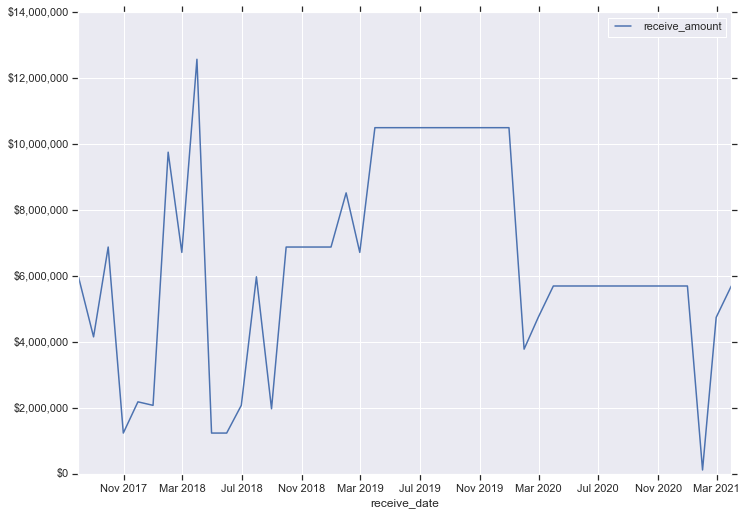 $14,000,000
receive_amount
$12,000,000
$10,000,000
$8,000,000
$6,000,000
$4,000,000
$2,000,000
$0
Nov 2017 Mar 2018 Jul 2018 Nov 2018 Mar 2019 Jul 2019 Nov 2019 Mar 2020 Jul 2020 Nov 2020 Mar 2021
receive_date